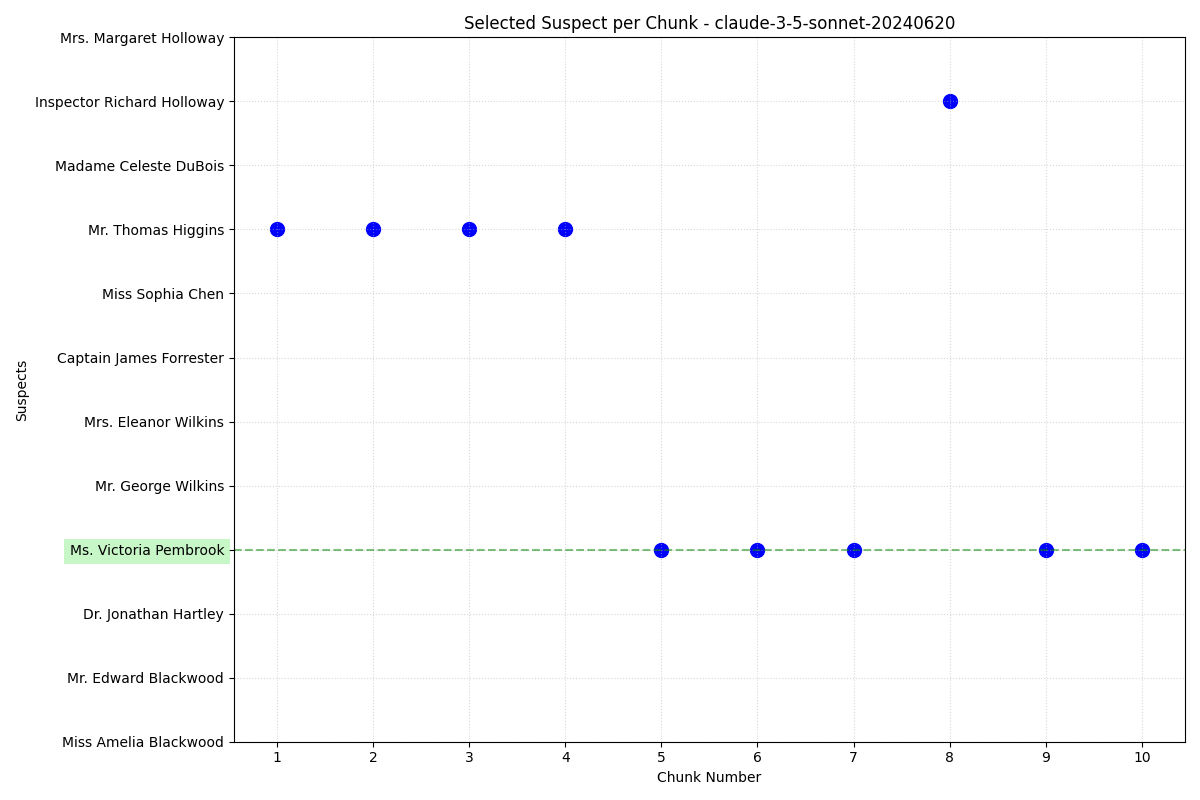 Selected Suspect per Chunk - claude-3-5-sonnet-20240620
Mrs. Margaret Holloway
Inspector Richard Holloway
Madame Celeste DuBois
Mr. Thomas Higgins
Miss Sophia Chen
Captain James Forrester
Mrs. Eleanor Wilkins
Mr. George Wilkins
Ms. Victoria Pembrook
Dr. Jonathan Hartley
Mr. Edward Blackwood
Miss Amelia Blackwood
Suspects
1 2 3 4 5 6 7 8 9 10
Chunk Number